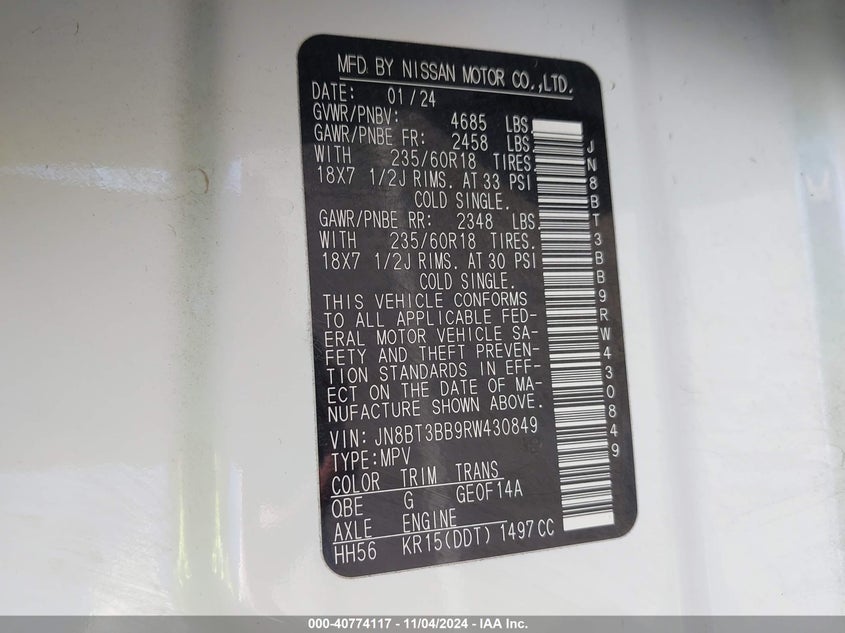 MFD. BY NISSAN MOTOR CO.,LTD.
DATE: 01/24
GVWR/PNBV: 4685 LBS.
GAWR/PNBE FR: 2458 LBS.
WITH 235/60R18 TIRES.
18X7 1/2J RIMS. AT 33 PSI
COLD SINGLE.
GAWR/PNBE RR: 2348 LBS.
WITH 235/60R18 TIRES.
18X7 1/2J RIMS. AT 30 PSI
COLD SINGLE.
THIS VEHICLE CONFORMS
TO ALL APPLICABLE FED-
ERAL MOTOR VEHICLE SA-
FETY AND THEFT PREVEN-
TION STANDARDS IN EFF-
ECT ON THE DATE OF MA-
NUFACTURE SHOWN ABOVE.
VIN: JN8BT3BB9RW430849
TYPE:MPV
COLOR TRIM TRANS
QBE G GE0F14A
AXLE ENGINE
HH56 KR15(DDT) 1497CC
JN8BT3BB9RW430849
000-40774117 - 11/04/2024 - IAA Inc.